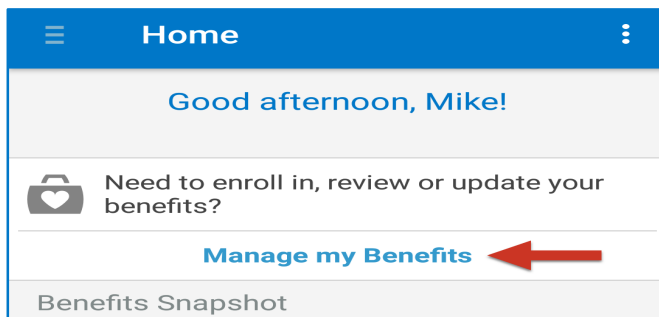 Home
Good afternoon, Mike!
Need to enroll in, review or update your
benefits?
Manage my Benefits
Benefits Snapshot